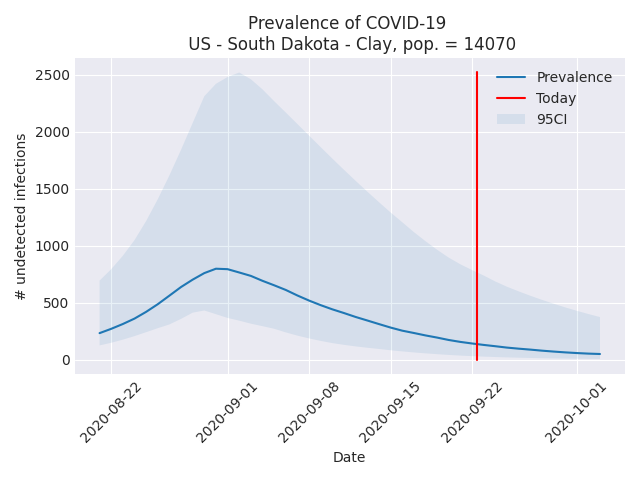 Prevalence of COVID-19
US - South Dakota - Clay, pop. = 14070
Prevalence
Today
95CI
# undetected infections
2500
2000
1500
1000
500
0
2020-08-22
2020-09-01
2020-09-08
2020-09-15
2020-09-22
2020-10-01
Date